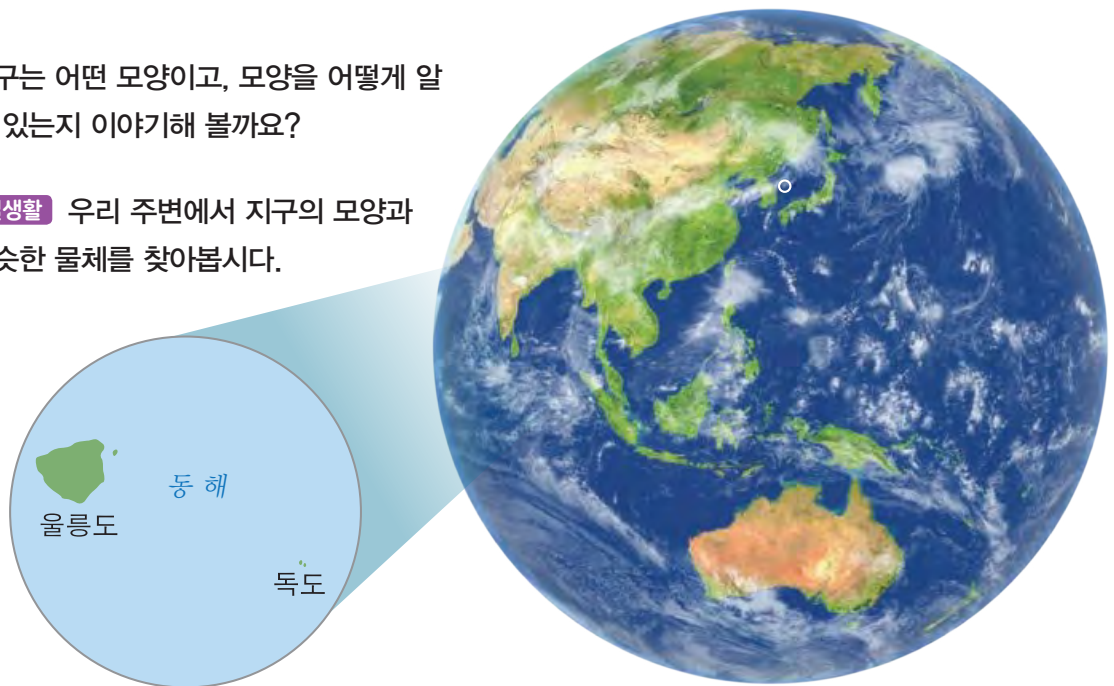 구는 어떤 모양이고, 모양을 어떻게 알
있는지 이야기해 볼까요?
생활 우리 주변에서 지구의 모양과
슷한 물체를 찾아봅시다.
동 해
울릉도
독도